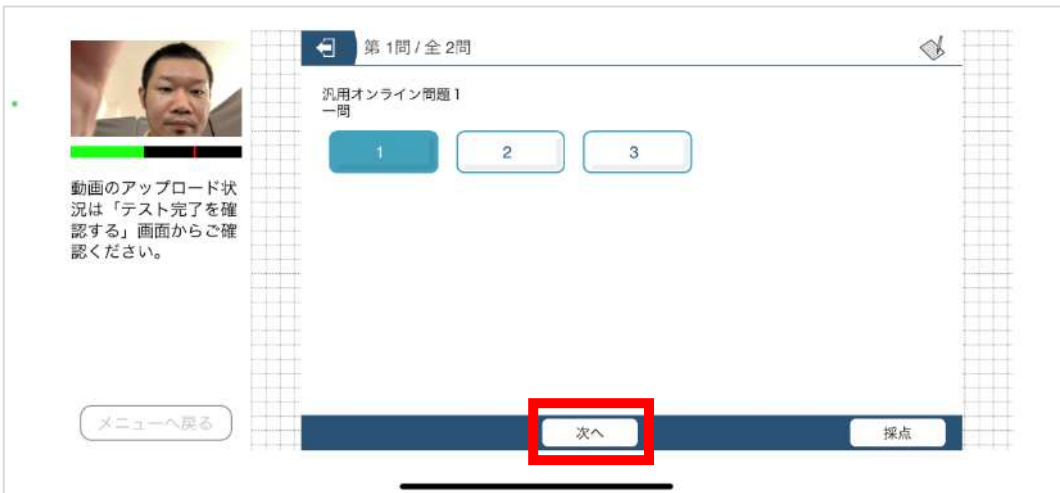 第 1問 / 全 2問
汎用オンライン問題1
一問
1
2
3
動画のアップロード状
況は「テスト完了を確
認する」画面からご確
認ください。
メニューへ戻る
次へ
採点